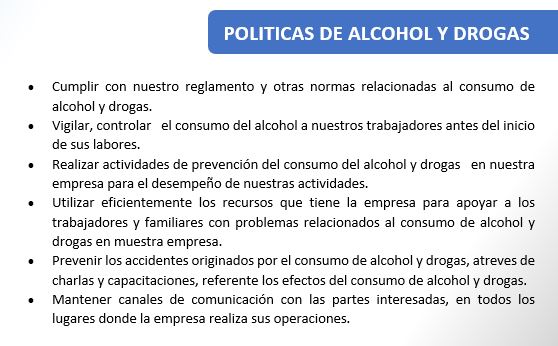 POLITICAS DE ALCOHOL Y DROGAS
• Cumplir con nuestro reglamento y otras normas relacionadas al consumo de
alcohol y drogas.
• Vigilar, controlar el consumo del alcohol a nuestros trabajadores antes del inicio
de sus labores.
• Realizar actividades de prevención del consumo del alcohol y drogas en nuestra
empresa para el desempeño de nuestras actividades.
• Utilizar eficientemente los recursos que tiene la empresa para apoyar a los
trabajadores y familiares con problemas relacionados al consumo de alcohol y
drogas en muestra empresa.
• Prevenir los accidentes originados por el consumo de alcohol y drogas, atreves de
charlas y capacitaciones, referente los efectos del consumo de alcohol y drogas.
• Mantener canales de comunicación con las partes interesadas, en todos los
lugares donde la empresa realiza sus operaciones.